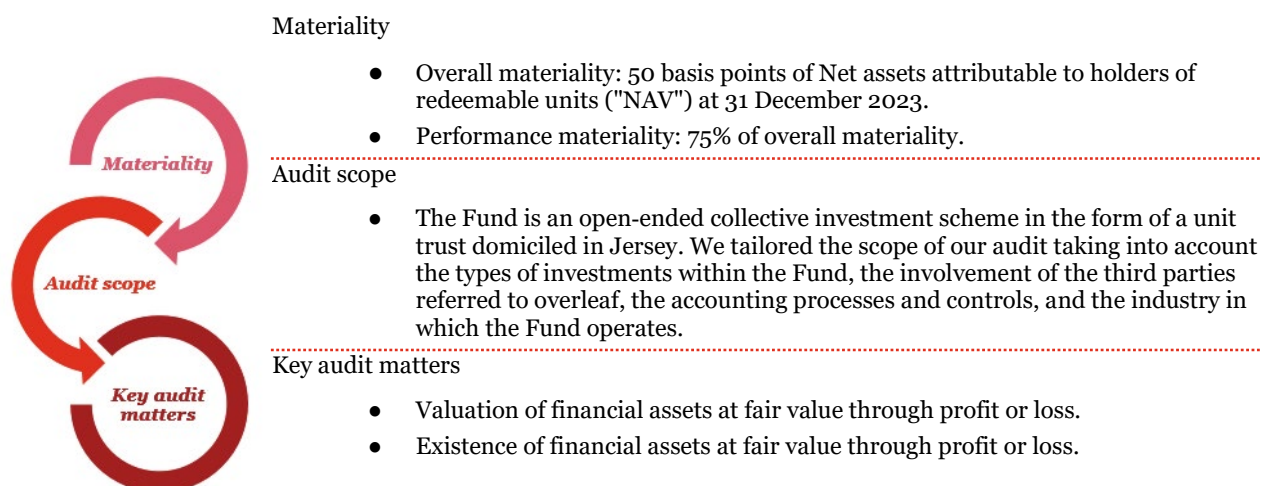 Materiality
● Overall materiality: 50 basis points of Net assets attributable to holders of
redeemable units ("NAV") at 31 December 2023.
● Performance materiality: 75% of overall materiality.
Materiality
Audit scope
● The Fund is an open-ended collective investment scheme in the form of a unit
trust domiciled in Jersey. We tailored the scope of our audit taking into account
the types of investments within the Fund, the involvement of the third parties
referred to overleaf, the accounting processes and controls, and the industry in
which the Fund operates.
Audit scope
Key audit matters
● Valuation of financial assets at fair value through profit or loss.
● Existence of financial assets at fair value through profit or loss.
Key audit
matters